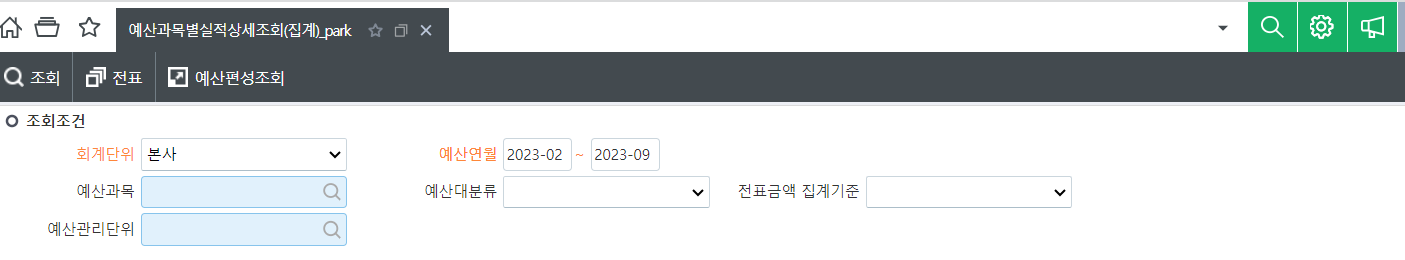 예산과목별실적상세조회(집계)_park
조회 전표 예산편성조회
조회조건
회계단위 본사 예산연월 2023-02 ~ 2023-09
예산과목 예산대분류 전표금액 집계기준
예산관리단위